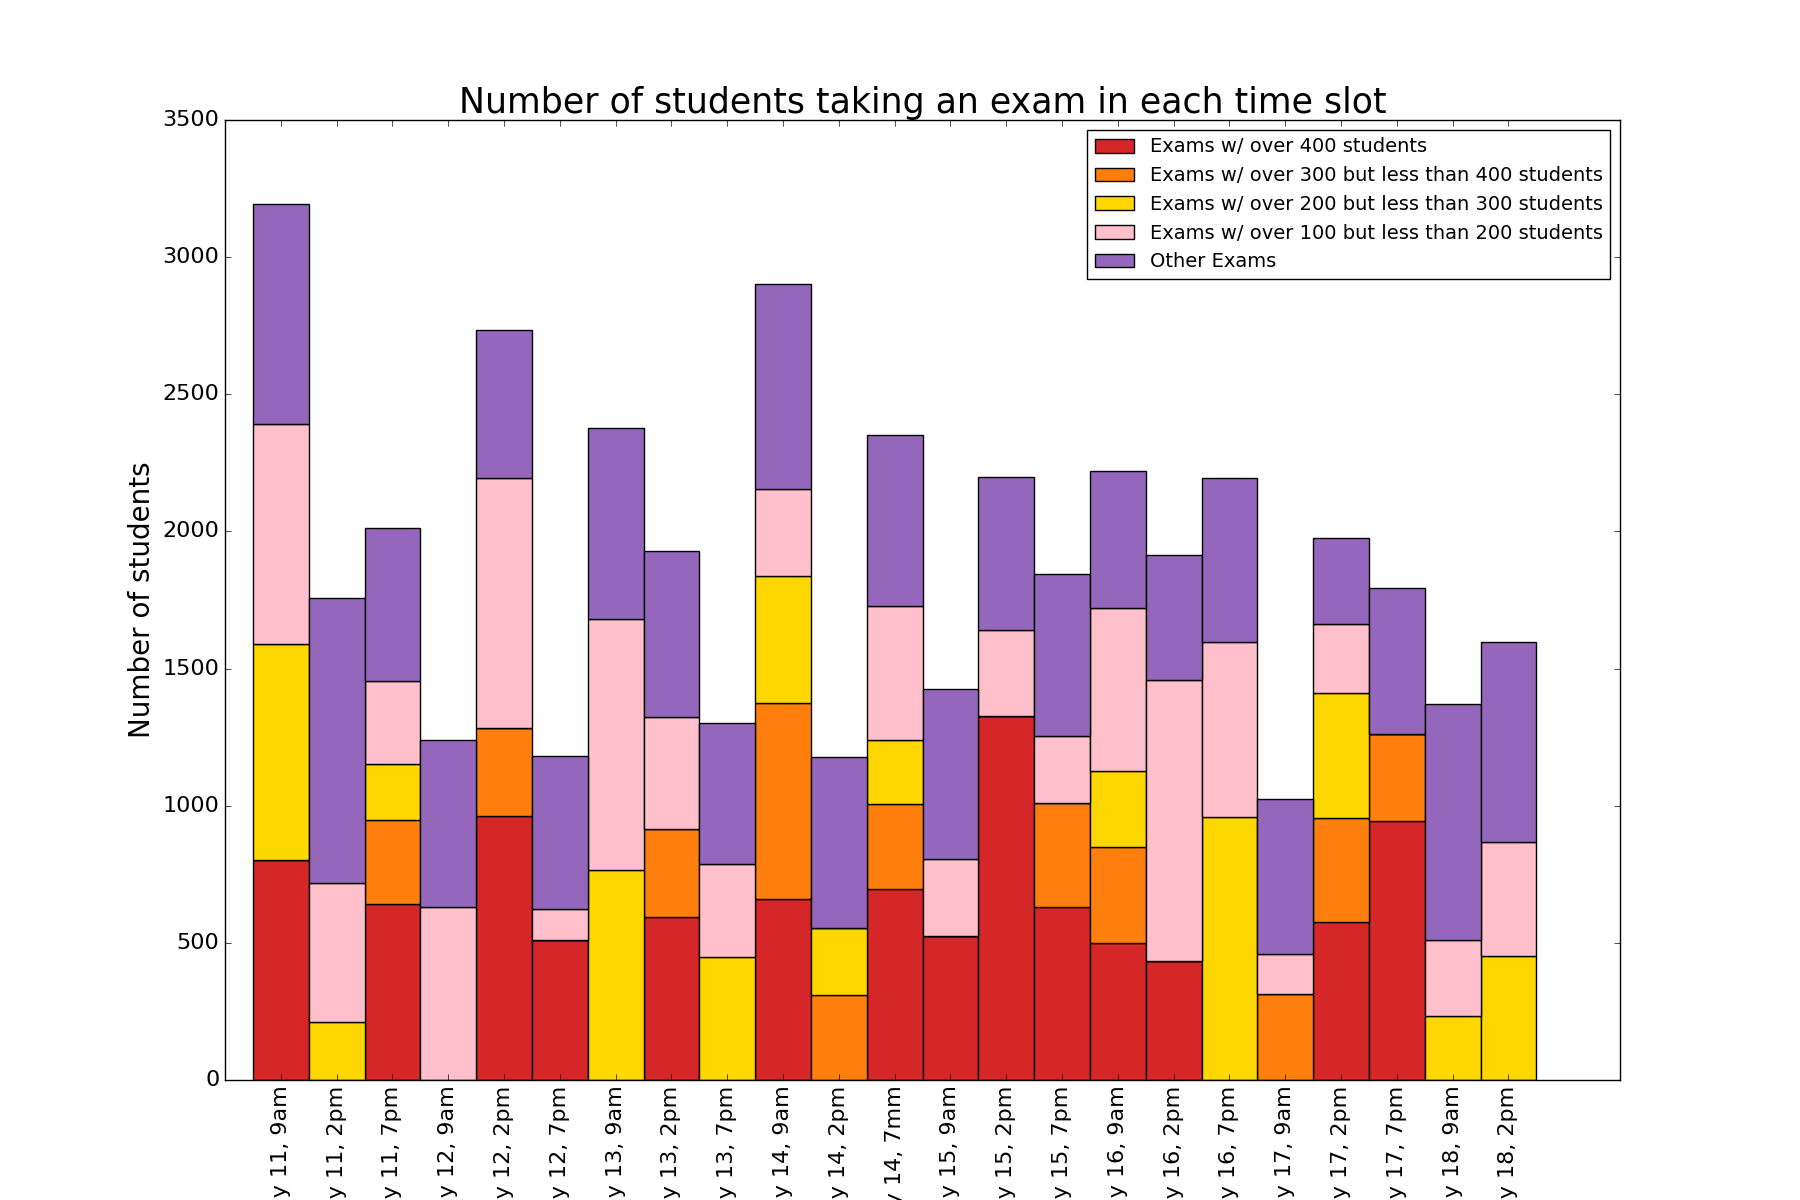 Number of students taking an exam in each time slot
Exams w/ over 400 students
Exams w/ over 300 but less than 400 students
Exams w/ over 200 but less than 300 students
Exams w/ over 100 but less than 200 students
Other Exams
Number of students
3500
3000
2500
2000
1500
1000
500
0
y 11, 9am
y 11, 2pm
y 11, 7pm
y 12, 9am
y 12, 2pm
y 12, 7pm
y 13, 9am
y 13, 2pm
y 13, 7pm
y 14, 9am
y 14, 2pm
y 14, 7mm
y 15, 9am
y 15, 2pm
y 15, 7pm
y 16, 9am
y 16, 2pm
y 16, 7pm
y 17, 9am
y 17, 2pm
y 17, 7pm
y 18, 9am
y 18, 2pm